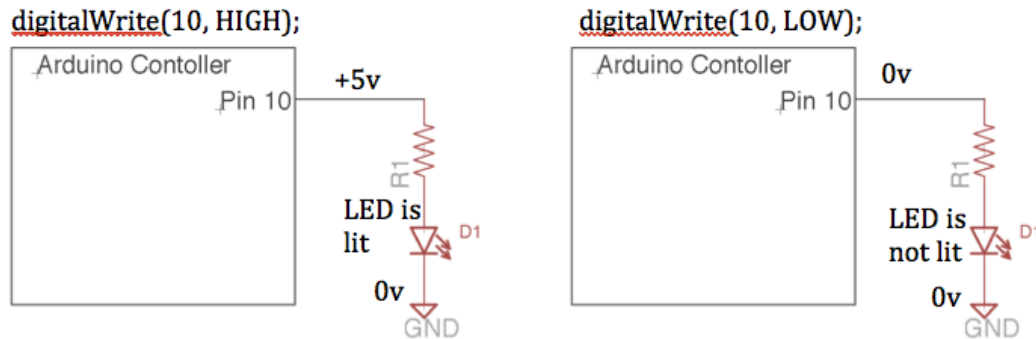 digitalWrite(10, HIGH);
Arduino Contoller
+5v
Pin 10
R1
LED is
lit
D1
0v
GND
digitalWrite(10, LOW);
Arduino Contoller
0v
Pin 10
R1
LED is
not lit
D1
0v
GND